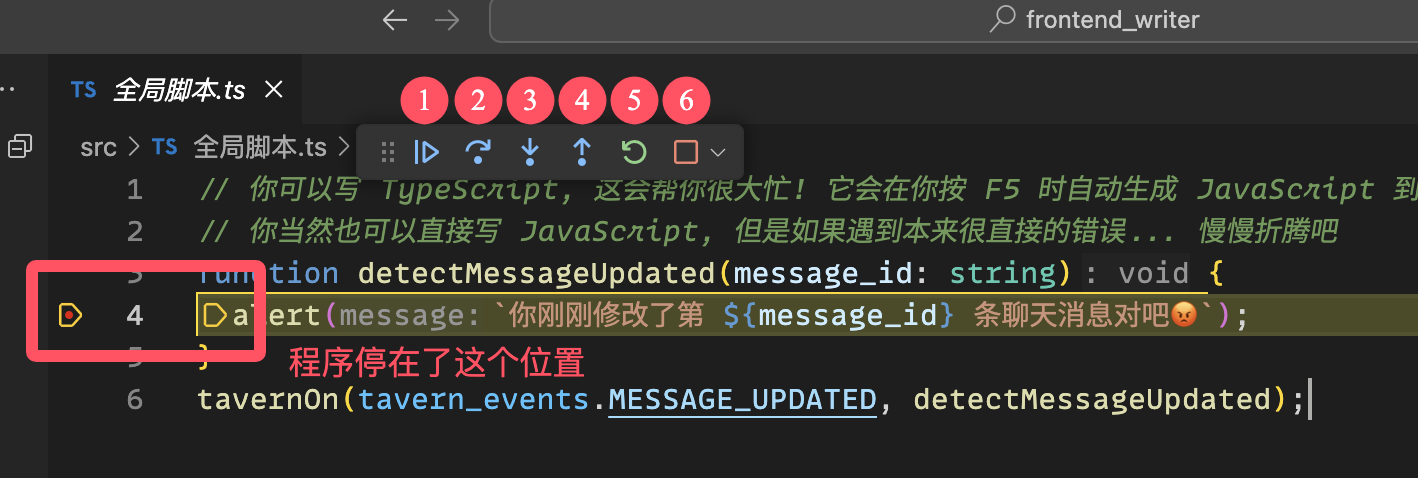 frontend_writer
TS 全局脚本.ts
1 2 3 4 5 6
src > TS 全局脚本.ts >
1 // 你可以写 TypeScript, 这会帮你很大忙! 它会在你按 F5 时自动生成 JavaScript 到
2 // 你当然也可以直接写 JavaScript, 但是如果遇到本来很直接的错误... 慢慢折腾吧
3 function detectMessageUpdated(message_id: string): void {
4 alert(message: `你刚刚修改了第 ${message_id} 条聊天消息对吧😡`);
5 }
程序停在了这个位置
6 tavernOn(tavern_events.MESSAGE_UPDATED, detectMessageUpdated);